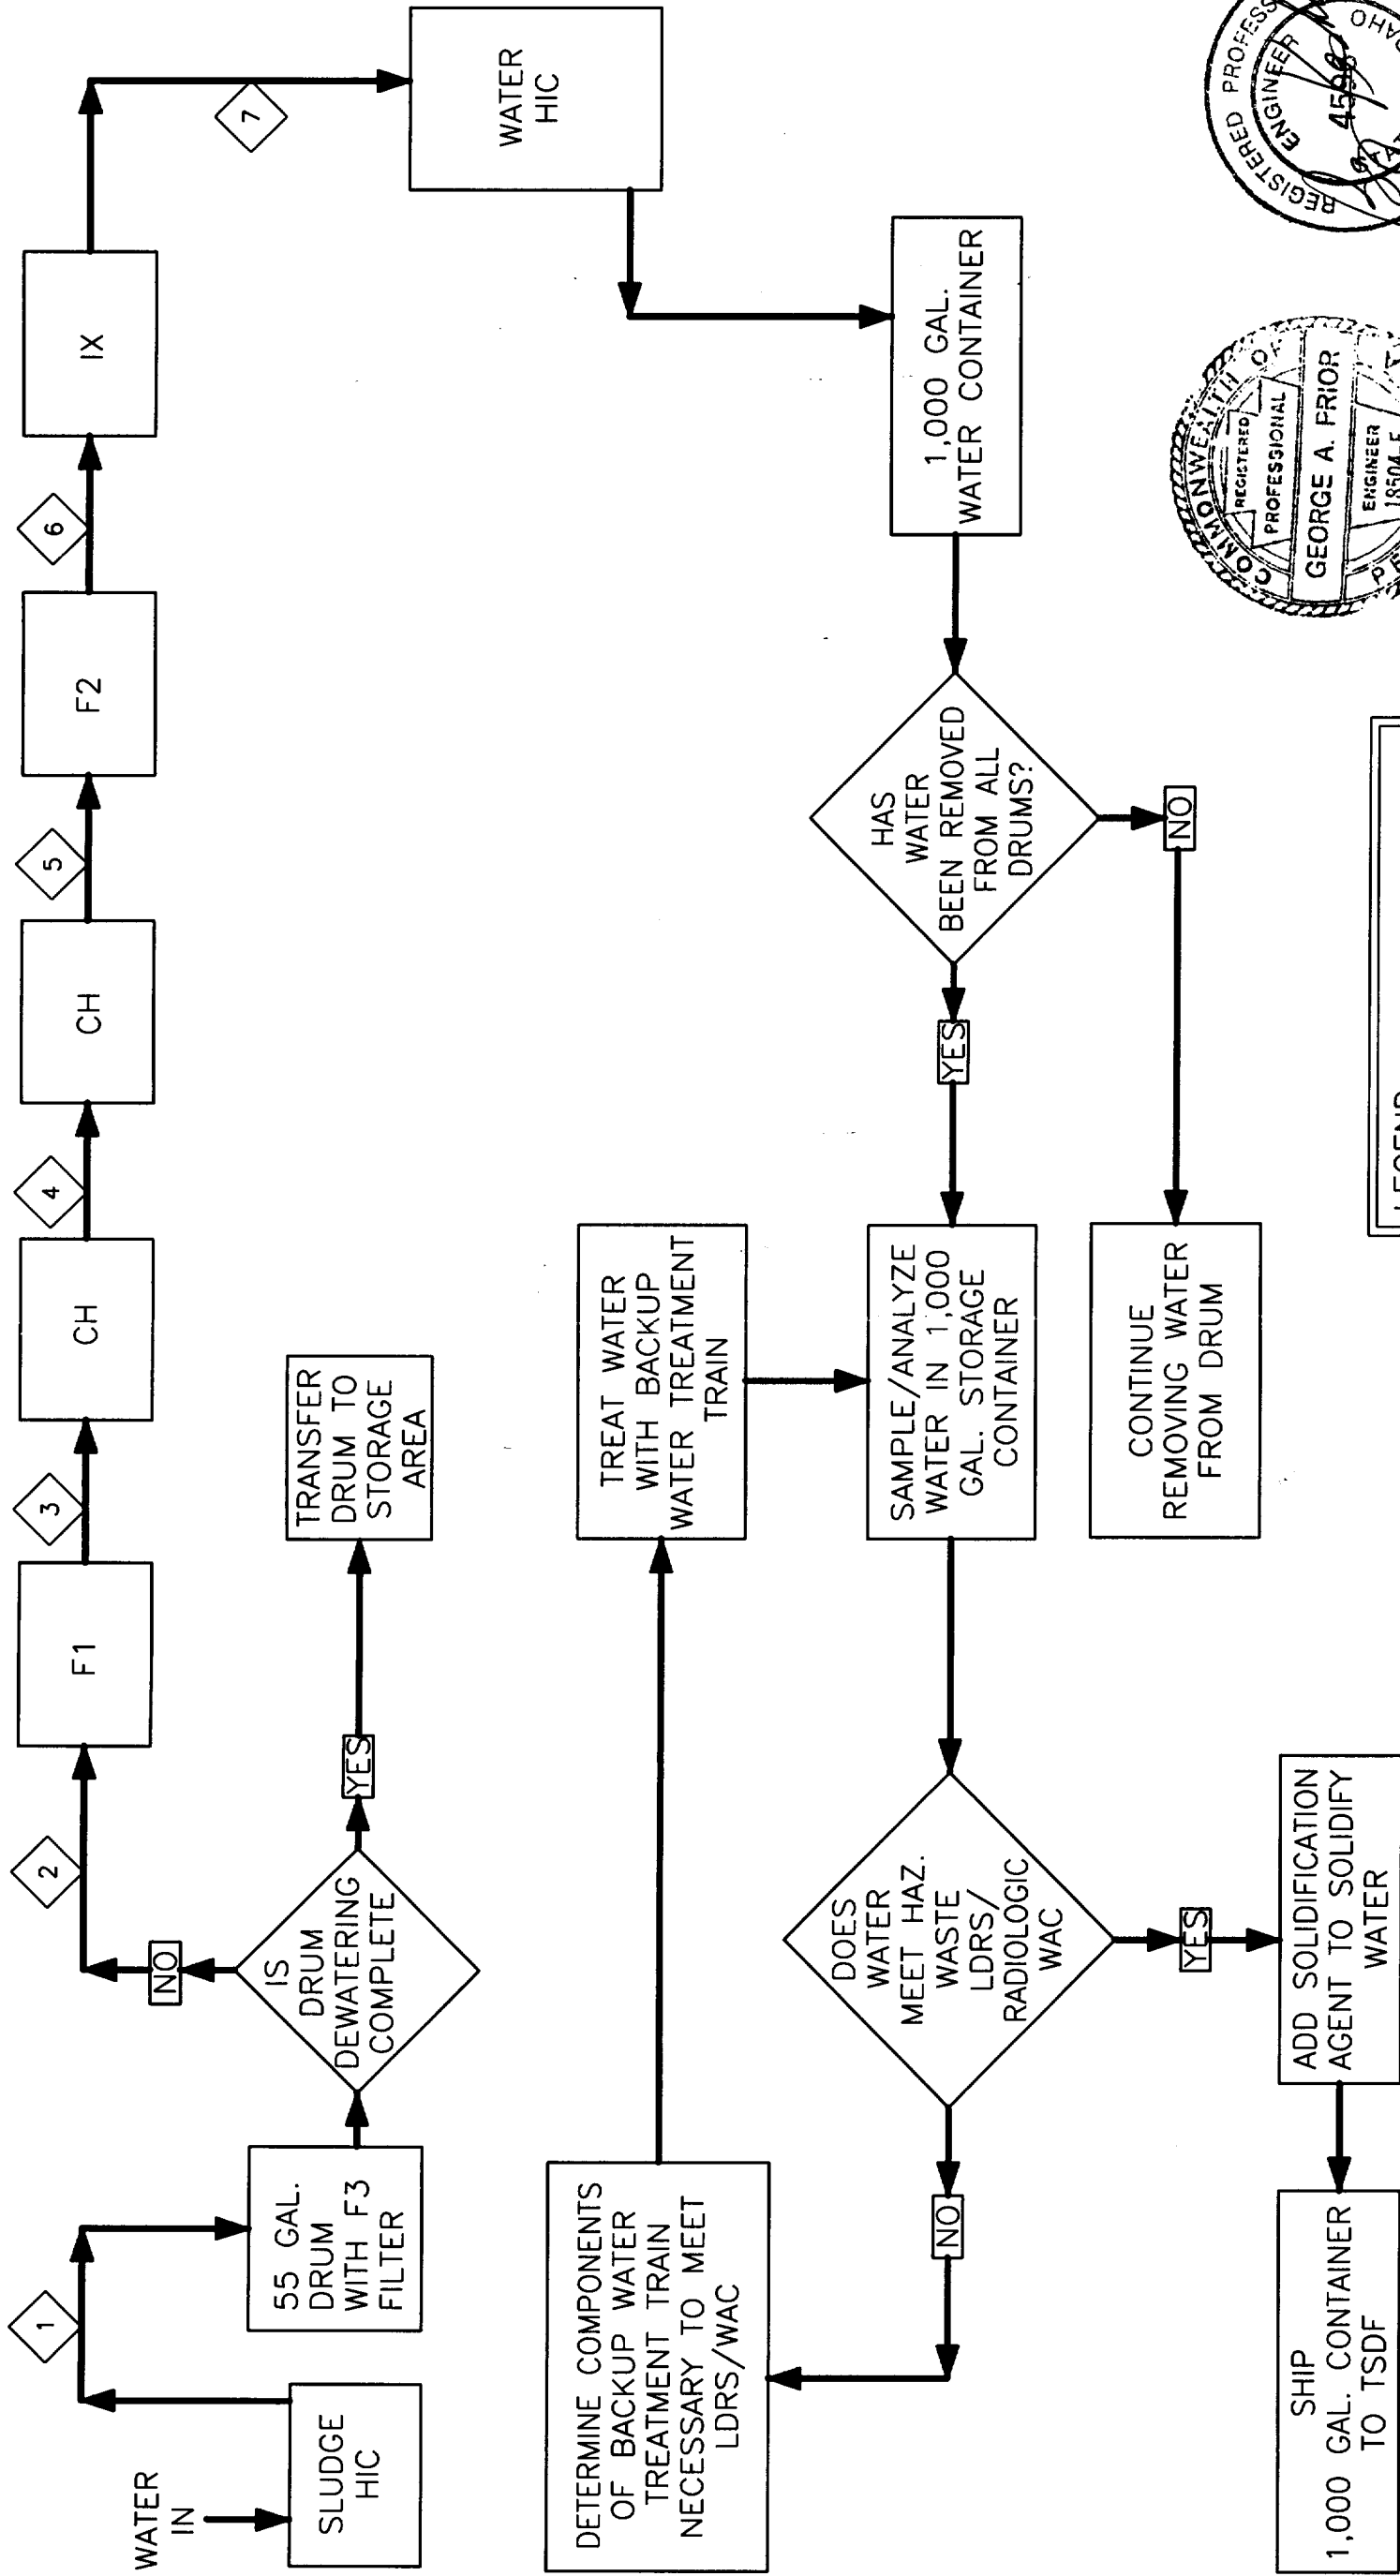 WATER
IN
SLUDGE
HIC
1
55 GAL.
DRUM
WITH F3
FILTER
IS
DRUM
DEWATERING
COMPLETE
NO
YES
TRANSFER
DRUM TO
STORAGE
AREA
2
F1
3
CH
4
CH
5
F2
6
IX
7
WATER
HIC
1,000 GAL.
WATER CONTAINER
HAS
WATER
BEEN REMOVED
FROM ALL
DRUMS?
NO
CONTINUE
REMOVING WATER
FROM DRUM
YES
SAMPLE/ANALYZE
WATER IN 1,000
GAL. STORAGE
CONTAINER
DOES
WATER
MEET HAZ.
WASTE
LDRS/
RADIOLOGIC
WAC
NO
DETERMINE COMPONENTS
OF BACKUP WATER
TREATMENT TRAIN
NECESSARY TO MEET
LDRS/WAC
TREAT WATER
WITH BACKUP
WATER TREATMENT
TRAIN
YES
ADD SOLIDIFICATION
AGENT TO SOLIDIFY
WATER
SHIP
1,000 GAL. CONTAINER
TO TSDF
COMMONWEALTH OF
REGISTERED
PROFESSIONAL
GEORGE A. PRIOR
ENGINEER
REGISTERED
ENGINEER